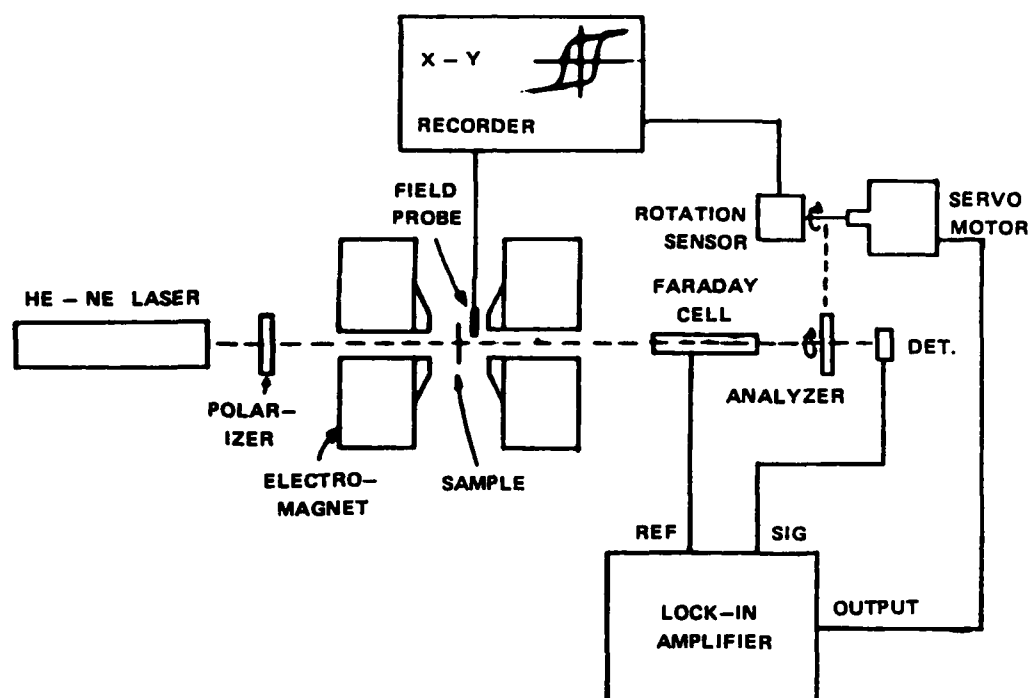 X – Y
RECORDER
FIELD
PROBE
ROTATION
SENSOR
SERVO
MOTOR
HE – NE LASER
FARADAY
CELL
DET.
POLAR-
IZER
ANALYZER
ELECTRO-
MAGNET
SAMPLE
REF
SIG
LOCK-IN
AMPLIFIER
OUTPUT